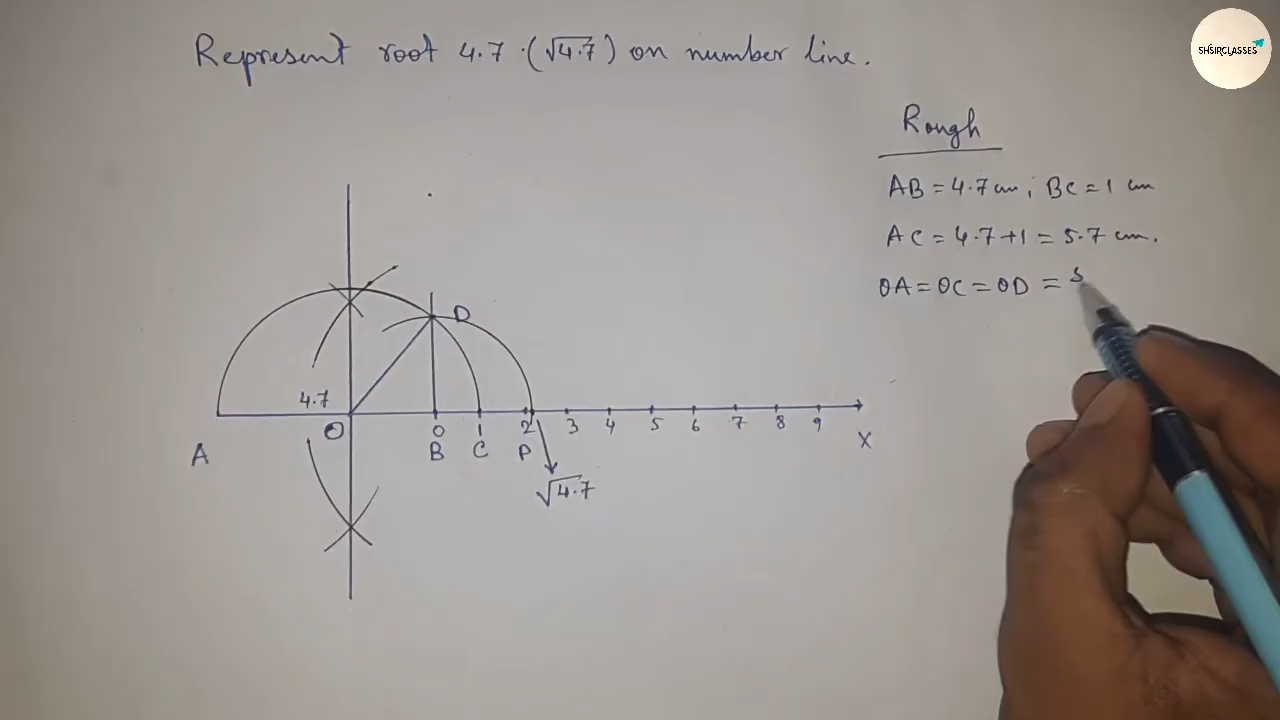 Represent root 4.7 (√4.7) on number line.
SHSIRCLASSES
Rough
AB = 4.7 cm; BC = 1 cm
AC = 4.7+1 = 5.7 cm.
OA = OC = OD = 5
D
4.7
O 0 1 2 3 4 5 6 7 8 9
A B C P X
√4.7